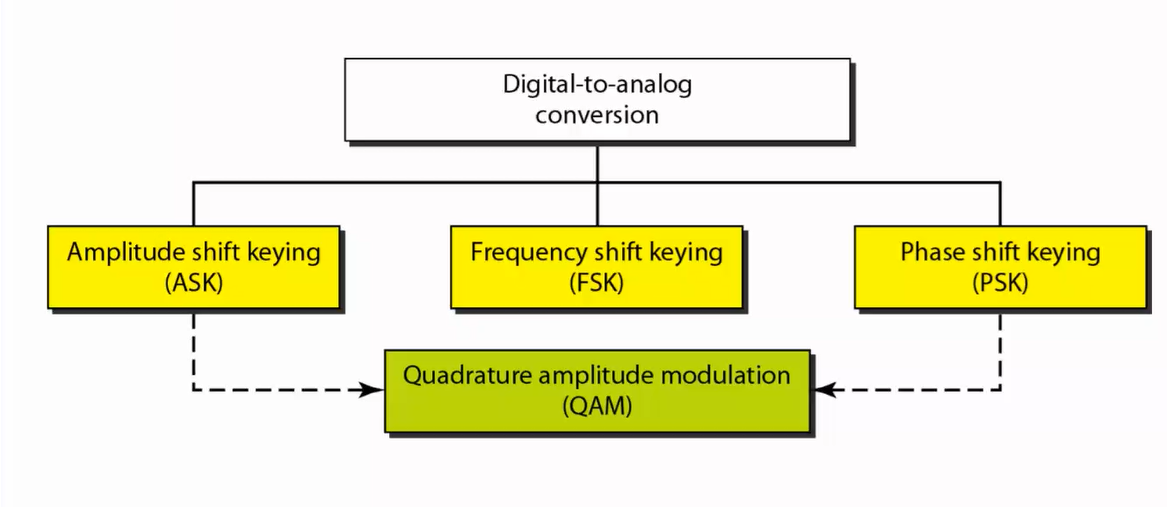 Digital-to-analog
conversion
Amplitude shift keying
(ASK)
Frequency shift keying
(FSK)
Phase shift keying
(PSK)
Quadrature amplitude modulation
(QAM)